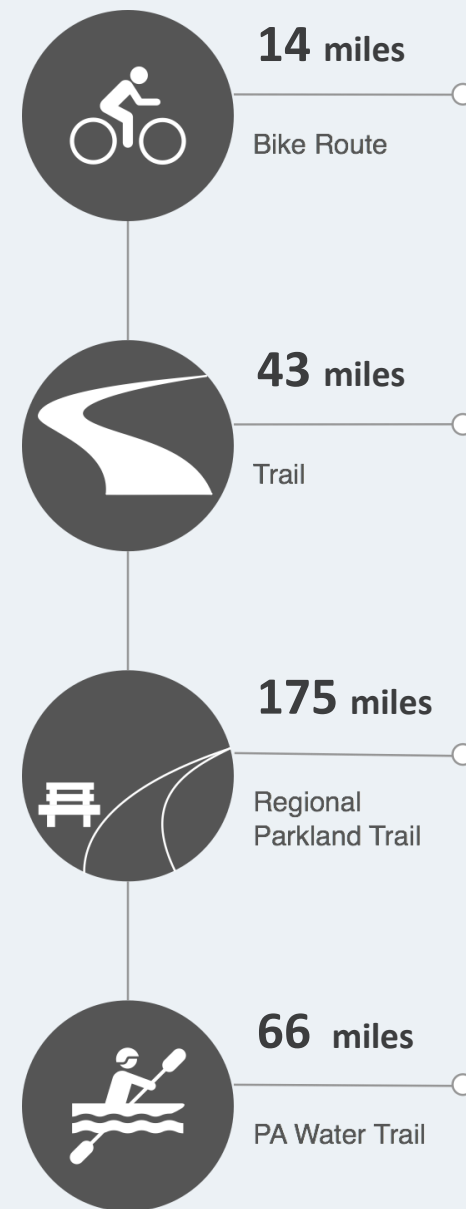 14 miles
Bike Route
43 miles
Trail
175 miles
Regional
Parkland Trail
66 miles
PA Water Trail